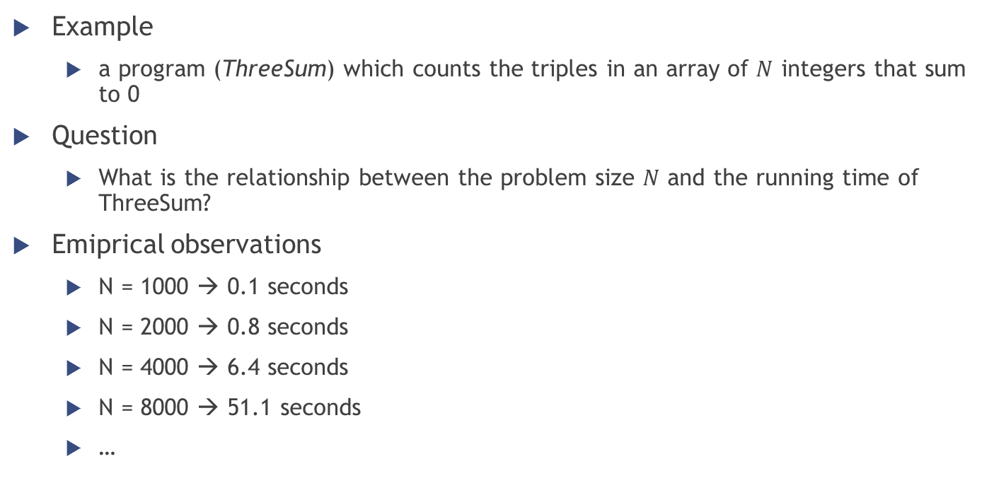 Example
a program (ThreeSum) which counts the triples in an array of N integers that sum
to 0
Question
What is the relationship between the problem size N and the running time of
ThreeSum?
Emiprical observations
N = 1000 → 0.1 seconds
N = 2000 → 0.8 seconds
N = 4000 → 6.4 seconds
N = 8000 → 51.1 seconds
…